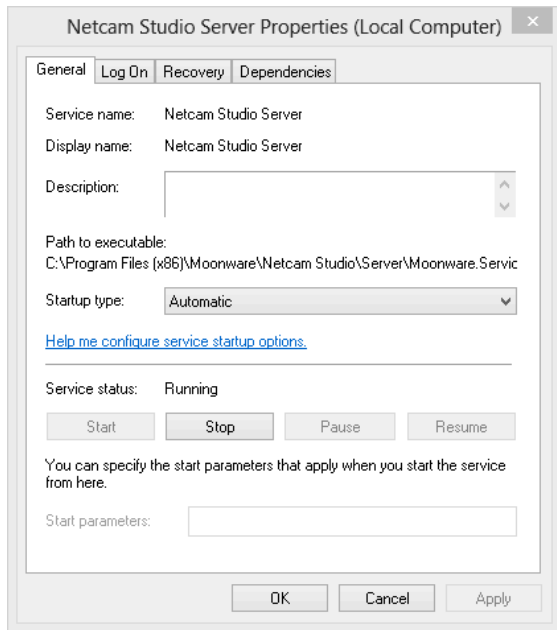 Netcam Studio Server Properties (Local Computer)
General Log On Recovery Dependencies
Service name: Netcam Studio Server
Display name: Netcam Studio Server
Description:
Path to executable:
C:\Program Files (x86)\Moonware\Netcam Studio\Server\Moonware.Servic
Startup type: Automatic
Help me configure service startup options.
Service status: Running
Start Stop Pause Resume
You can specify the start parameters that apply when you start the service
from here.
Start parameters:
OK Cancel Apply